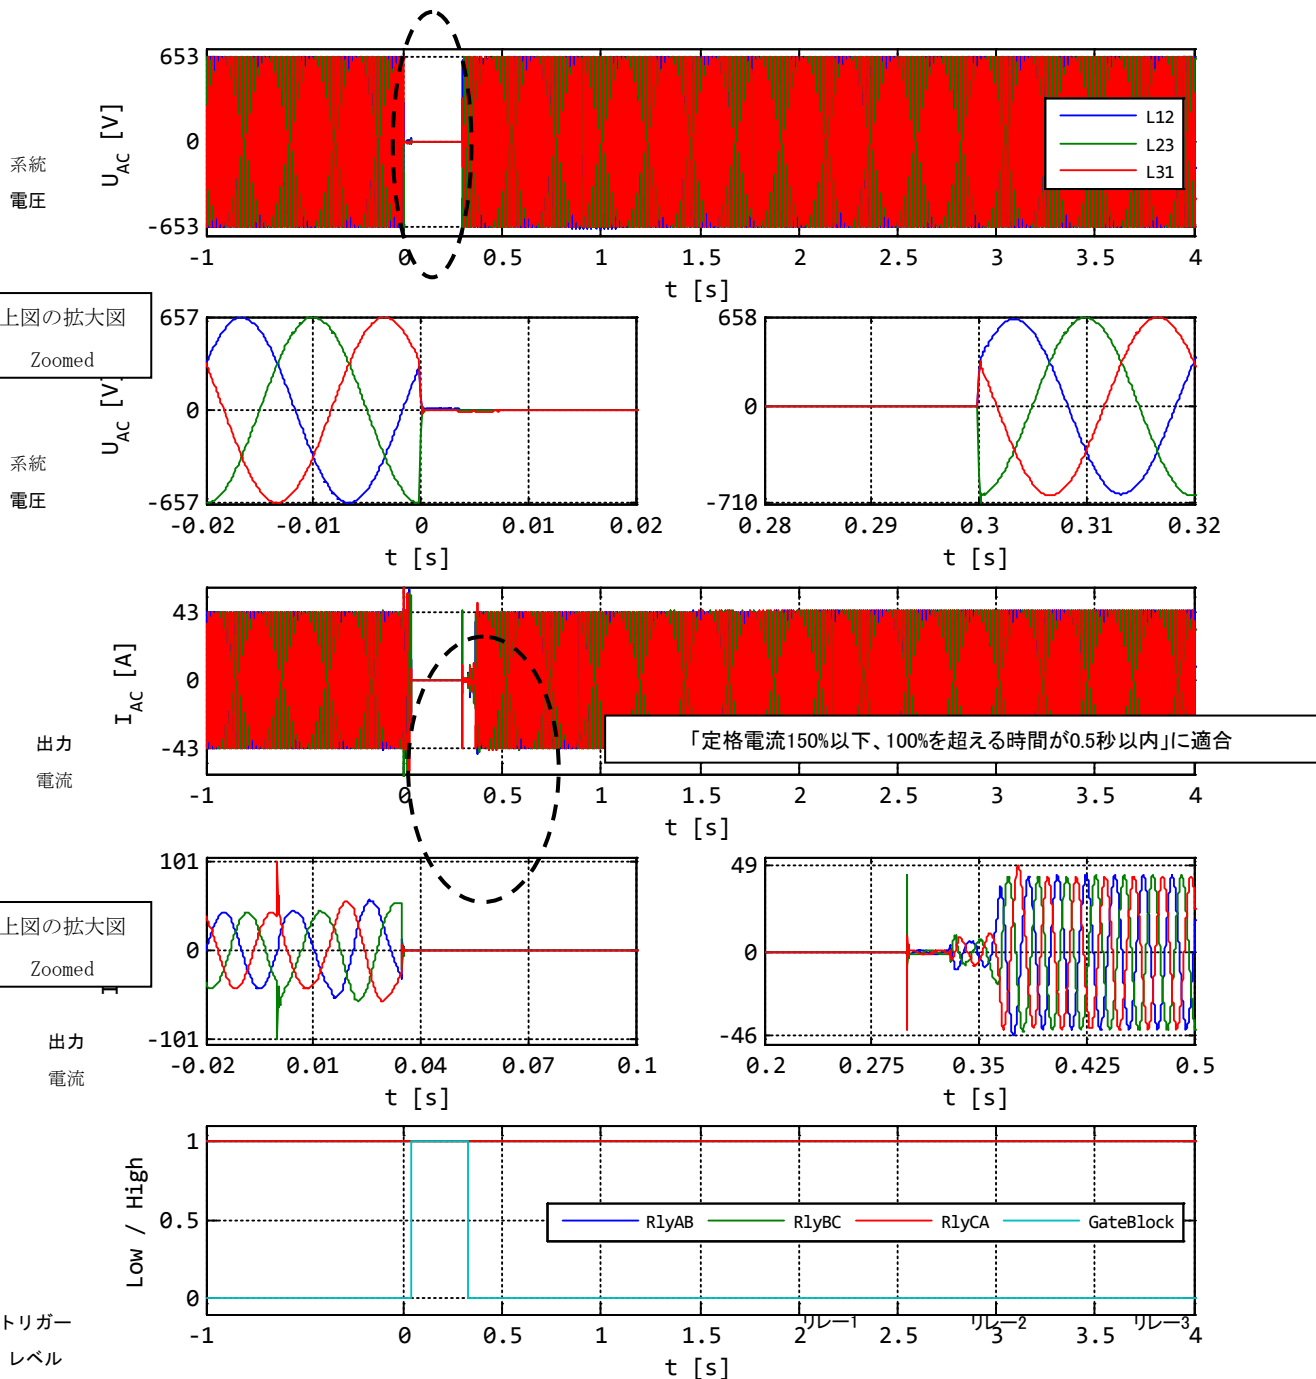 653
0
-653
U_AC [V]
系統
電圧
L12
L23
L31
-1
0
0.5
1
1.5
2
2.5
3
3.5
4
t [s]
上図の拡大図
Zoomed
657
0
-657
U_AC [V]
系統
電圧
-0.02
-0.01
0
0.01
0.02
t [s]
658
0
-710
0.28
0.29
0.3
0.31
0.32
t [s]
43
0
-43
I_AC [A]
出力
電流
「定格電流150%以下、100%を超える時間が0.5秒以内」に適合
-1
0
0.5
1
1.5
2
2.5
3
3.5
4
t [s]
上図の拡大図
Zoomed
101
0
-101
出力
電流
-0.02
0.01
0.04
0.07
0.1
t [s]
49
0
-46
0.2
0.275
0.35
0.425
0.5
t [s]
1
0.5
0
Low / High
RlyAB
RlyBC
RlyCA
GateBlock
トリガー
レベル
リレー1
リレー2
リレー3
-1
0
0.5
1
1.5
2
2.5
3
3.5
4
t [s]